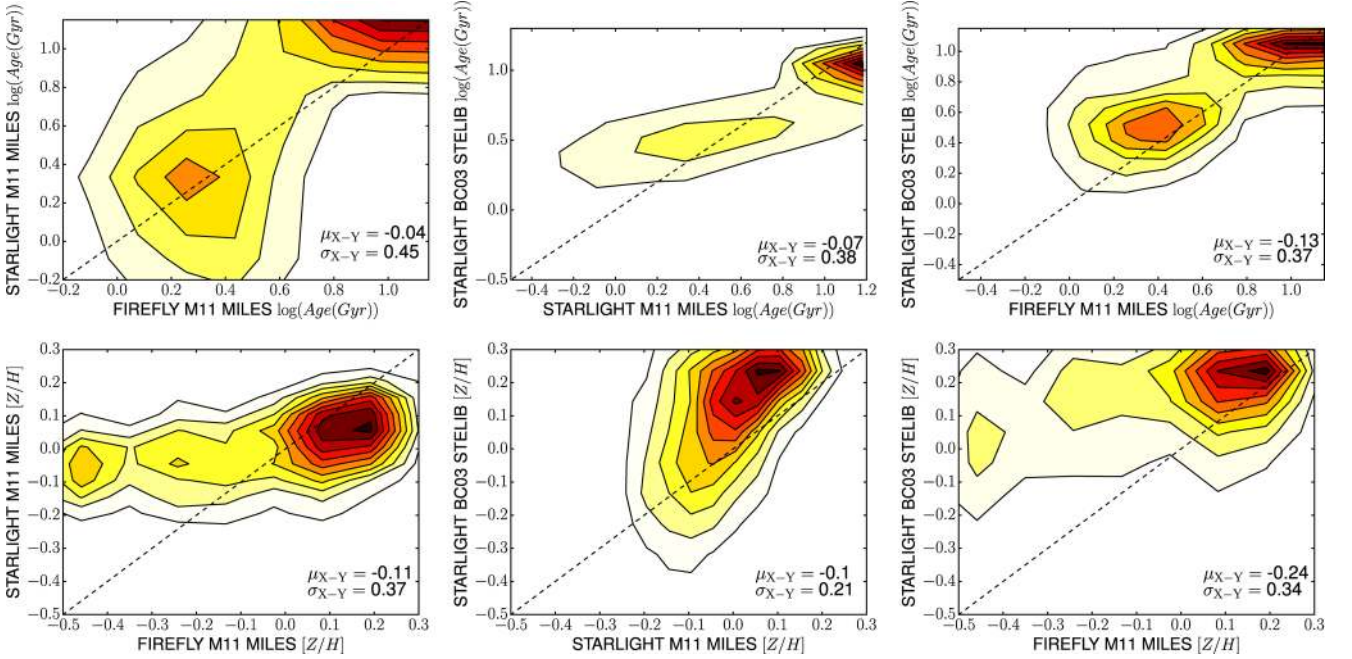 STARLIGHT M11 MILES log(Age(Gyr))
1.0
0.8
0.6
0.4
0.2
0.0
−0.2
−0.2 0.0 0.2 0.4 0.6 0.8 1.0
FIREFLY M11 MILES log(Age(Gyr))
μX−Y = -0.04
σX−Y = 0.45
STARLIGHT BC03 STELIB log(Age(Gyr))
1.0
0.5
0.0
−0.5
−0.4 −0.2 0.0 0.2 0.4 0.6 0.8 1.0 1.2
STARLIGHT M11 MILES log(Age(Gyr))
μX−Y = -0.07
σX−Y = 0.38
STARLIGHT BC03 STELIB log(Age(Gyr))
1.0
0.8
0.6
0.4
0.2
0.0
−0.2
−0.4
−0.4 −0.2 0.0 0.2 0.4 0.6 0.8 1.0
FIREFLY M11 MILES log(Age(Gyr))
μX−Y = -0.13
σX−Y = 0.37
STARLIGHT M11 MILES [Z/H]
0.3
0.2
0.1
0.0
−0.1
−0.2
−0.3
−0.4
−0.5
−0.5 −0.4 −0.3 −0.2 −0.1 0.0 0.1 0.2 0.3
FIREFLY M11 MILES [Z/H]
μX−Y = -0.11
σX−Y = 0.37
STARLIGHT BC03 STELIB [Z/H]
0.3
0.2
0.1
0.0
−0.1
−0.2
−0.3
−0.4
−0.5
−0.5 −0.4 −0.3 −0.2 −0.1 0.0 0.1 0.2 0.3
STARLIGHT M11 MILES [Z/H]
μX−Y = -0.1
σX−Y = 0.21
STARLIGHT BC03 STELIB [Z/H]
0.3
0.2
0.1
0.0
−0.1
−0.2
−0.3
−0.4
−0.5
−0.5 −0.4 −0.3 −0.2 −0.1 0.0 0.1 0.2 0.3
FIREFLY M11 MILES [Z/H]
μX−Y = -0.24
σX−Y = 0.34